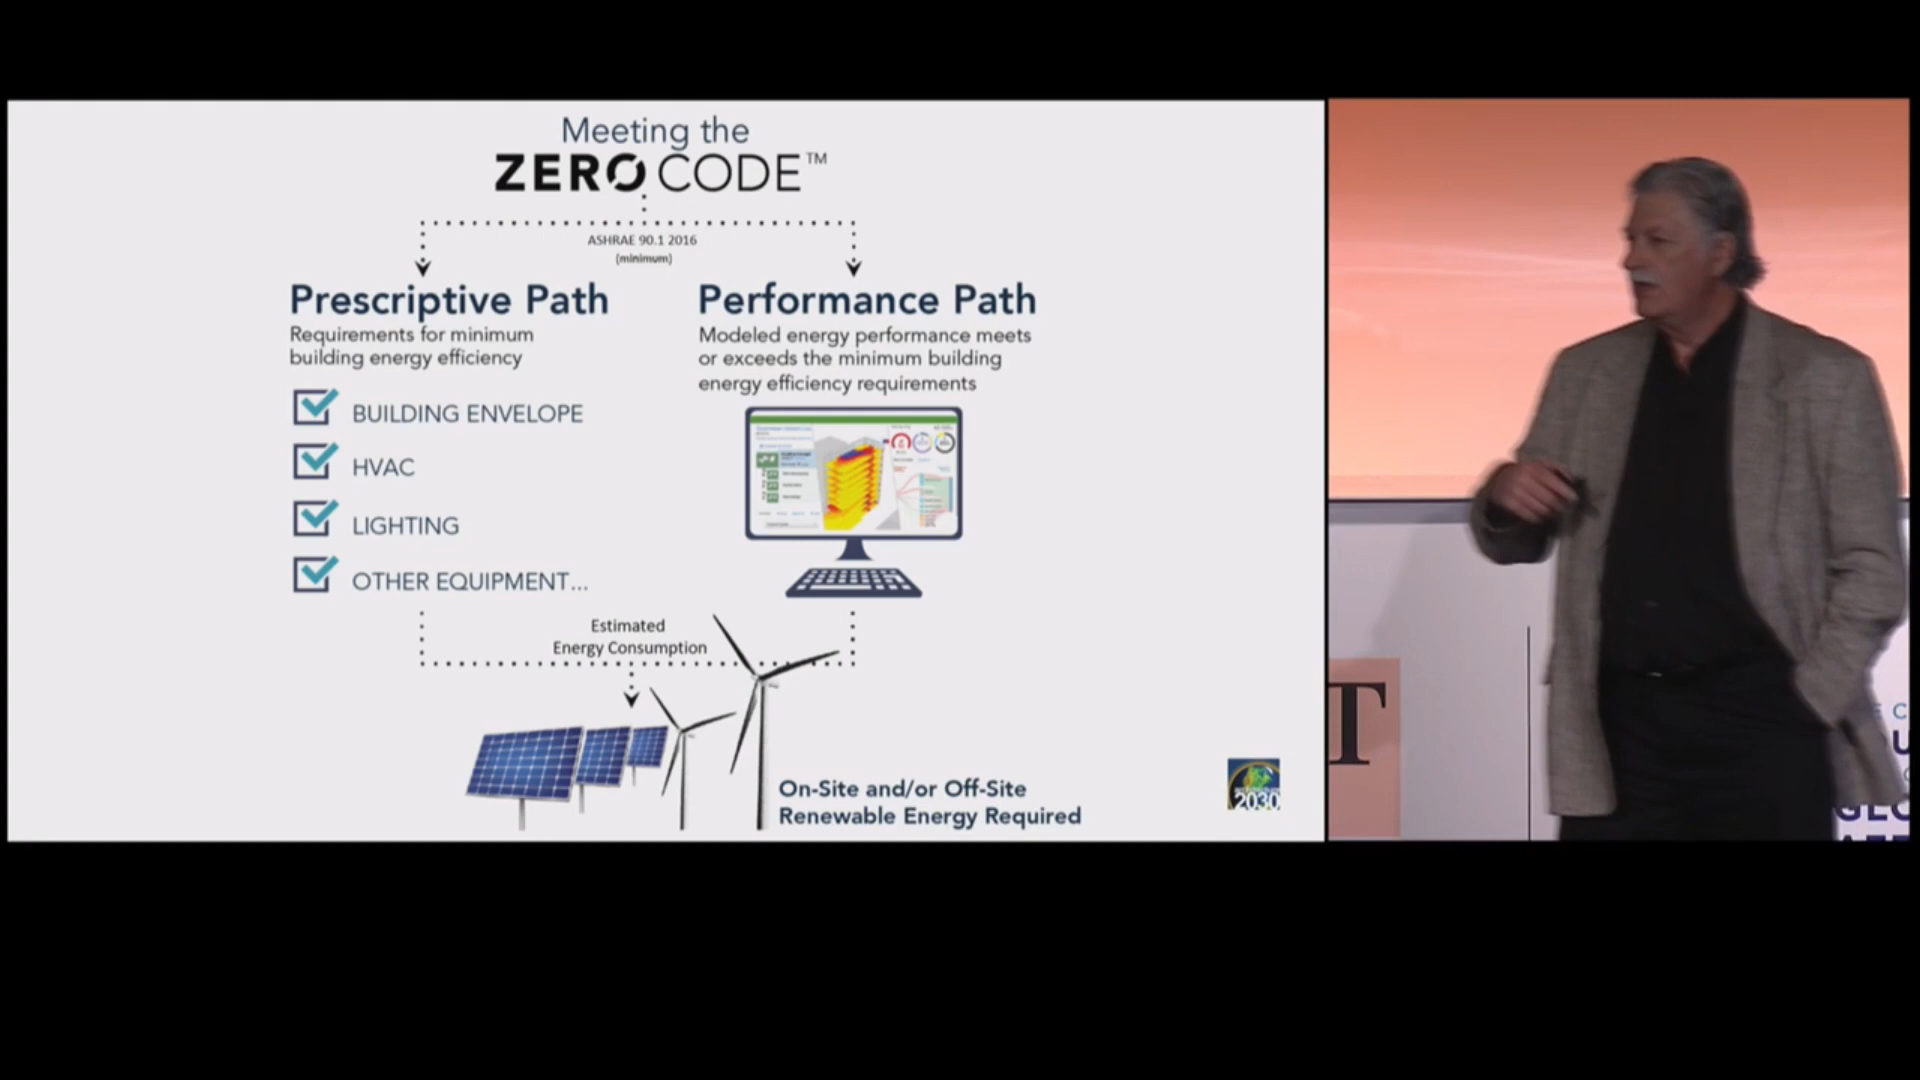 Meeting the
ZERO CODE™
ASHRAE 90.1 2016
(minimum)
Prescriptive Path
Requirements for minimum
building energy efficiency
BUILDING ENVELOPE
HVAC
LIGHTING
OTHER EQUIPMENT...
Performance Path
Modeled energy performance meets
or exceeds the minimum building
energy efficiency requirements
Estimated
Energy Consumption
On-Site and/or Off-Site
Renewable Energy Required
2030
T